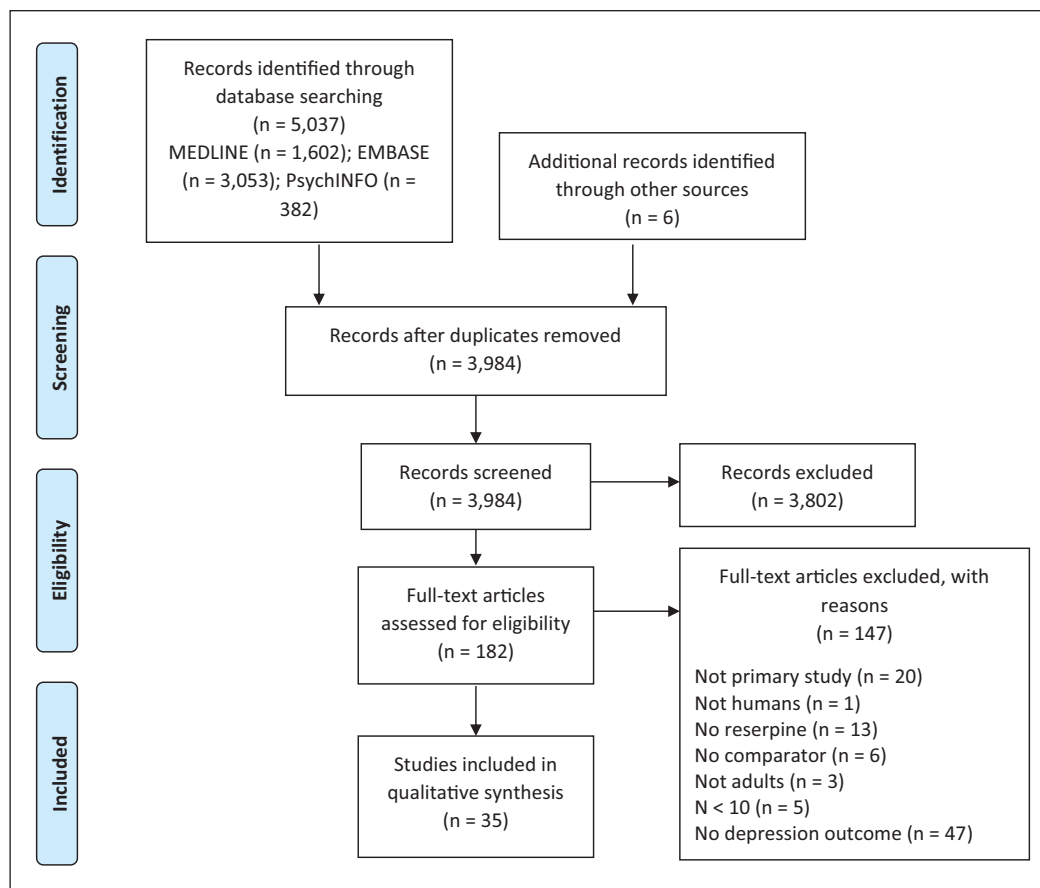 Identification
Records identified through
database searching
(n = 5,037)
MEDLINE (n = 1,602); EMBASE
(n = 3,053); PsychINFO (n =
382)
Additional records identified
through other sources
(n = 6)
Screening
Records after duplicates removed
(n = 3,984)
Records screened
(n = 3,984)
Records excluded
(n = 3,802)
Eligibility
Full-text articles
assessed for eligibility
(n = 182)
Full-text articles excluded, with
reasons
(n = 147)
Not primary study (n = 20)
Not humans (n = 1)
No reserpine (n = 13)
No comparator (n = 6)
Not adults (n = 3)
N < 10 (n = 5)
No depression outcome (n = 47)
Included
Studies included in
qualitative synthesis
(n = 35)